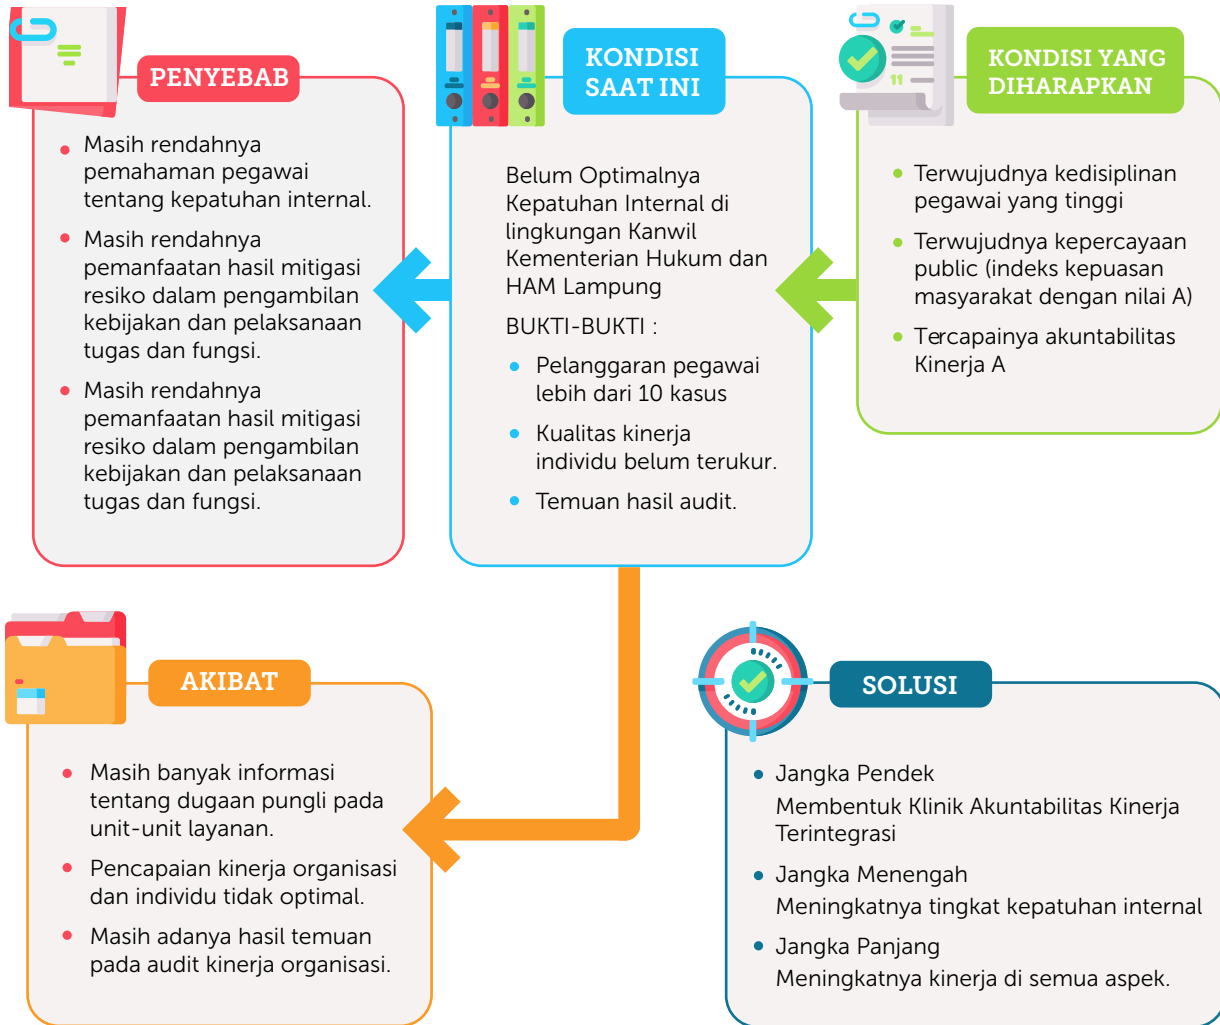 PENYEBAB
Masih rendahnya
pemahaman pegawai
tentang kepatuhan internal.
Masih rendahnya
pemanfaatan hasil mitigasi
resiko dalam pengambilan
kebijakan dan pelaksanaan
tugas dan fungsi.
Masih rendahnya
pemanfaatan hasil mitigasi
resiko dalam pengambilan
kebijakan dan pelaksanaan
tugas dan fungsi.
KONDISI
SAAT INI
Belum Optimalnya
Kepatuhan Internal di
lingkungan Kanwil
Kementerian Hukum dan
HAM Lampung
BUKTI-BUKTI :
Pelanggaran pegawai
lebih dari 10 kasus
Kualitas kinerja
individu belum terukur.
Temuan hasil audit.
KONDISI YANG
DIHARAPKAN
Terwujudnya kedisiplinan
pegawai yang tinggi
Terwujudnya kepercayaan
public (indeks kepuasan
masyarakat dengan nilai A)
Tercapainya akuntabilitas
Kinerja A
AKIBAT
Masih banyak informasi
tentang dugaan pungli pada
unit-unit layanan.
Pencapaian kinerja organisasi
dan individu tidak optimal.
Masih adanya hasil temuan
pada audit kinerja organisasi.
SOLUSI
Jangka Pendek
Membentuk Klinik Akuntabilitas Kinerja
Terintegrasi
Jangka Menengah
Meningkatnya tingkat kepatuhan internal
Jangka Panjang
Meningkatnya kinerja di semua aspek.